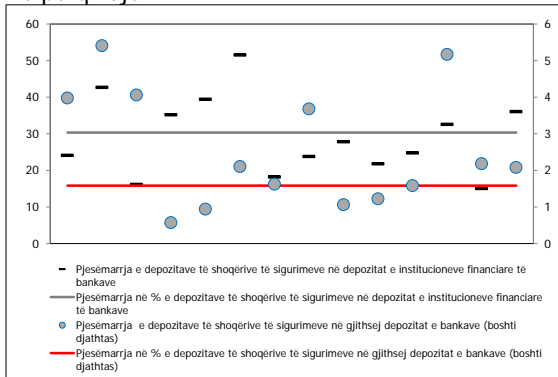 60
50
40
30
20
10
0
6
5
4
3
2
1
0
Pjesëmarrja e depozitave të shoqërive të sigurimeve në depozitat e institucioneve financiare të
bankave
Pjesëmarrja në % e depozitave të shoqërive të sigurimeve në depozitat e institucioneve financiare
të bankave
Pjesëmarrja e depozitave të shoqërive të sigurimeve në gjithsej depozitat e bankave (boshti
djathtas)
Pjesëmarrja në % e depozitave të shoqërive të sigurimeve në gjithsej depozitat e bankave (boshti
djathtas)